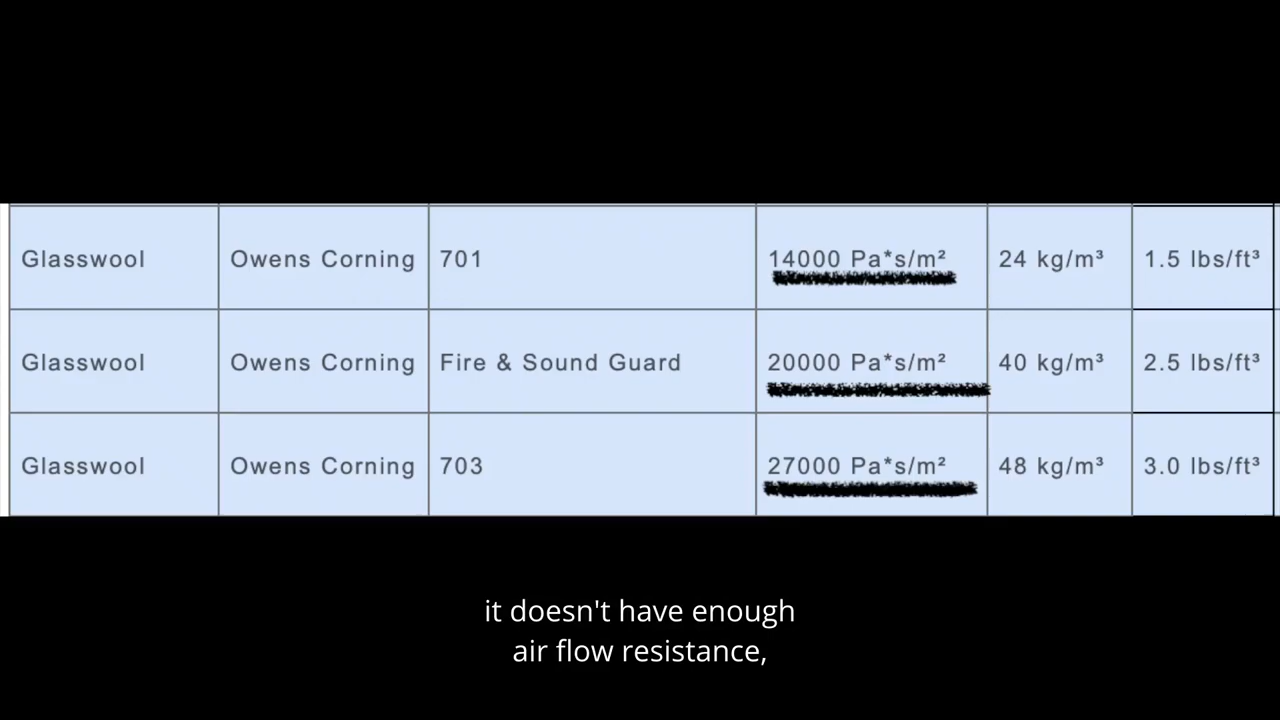 Glasswool Owens Corning 701 14000 Pa*s/m² 24 kg/m³ 1.5 lbs/ft³
Glasswool Owens Corning Fire & Sound Guard 20000 Pa*s/m² 40 kg/m³ 2.5 lbs/ft³
Glasswool Owens Corning 703 27000 Pa*s/m² 48 kg/m³ 3.0 lbs/ft³
it doesn't have enough
air flow resistance,